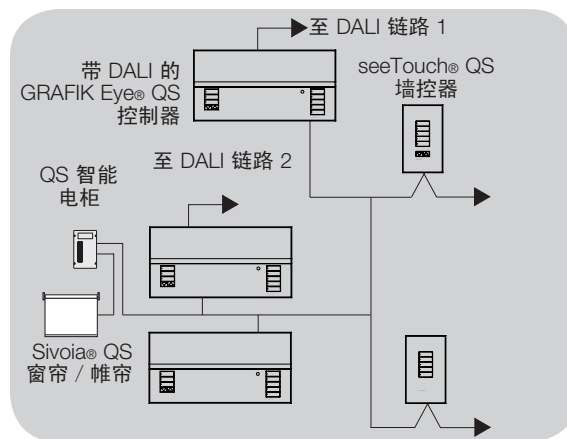 至 DALI 链路 1
带 DALI 的
GRAFIK Eye® QS
控制器
seeTouch® QS
墙控器
至 DALI 链路 2
QS 智能
电柜
Sivoia® QS
窗帘 / 帷帘